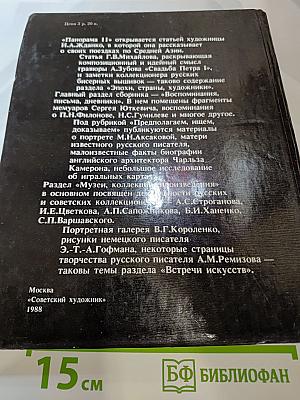 Цена 3 р. 20 к.
«Панорама 11» открывается статьей художницы
Н.А.Жданко, в которой она рассказывает
о своих поездках по Средней Азии.
Статья Г.В.Михайлова, раскрывающая
композиционный и идейный смысл
гравюры А.Зубова «Свадьба Петра I»,
и заметки коллекционера русских
бисерных вышивок — таково содержание
раздела «Эпохи, страны, художники».
Главный раздел сборника — «Воспоминания,
письма, дневники». В нем помещены фрагменты
мемуаров Сергея Юткевича, воспоминания
о П.Н.Филонове, Н.С.Гумилеве и многое другое.
Под рубрикой «Предполагаем, ищем,
доказываем» публикуются материалы
о портрете М.Н.Аксаковой, матери
известного русского писателя,
малоизвестные факты биографии
английского архитектора Чарльза
Камерона, небольшое исследование
об игральных картах.
Раздел «Музеи, коллекции, произведения»
в основном посвящен деятельности русских
и советских коллекционеров — А.С.Строганова,
И.Е.Цветкова, А.П.Сапожникова, Б.И.Ханенко,
С.П.Варшавского.
Портретная галерея В.Г.Короленко,
рисунки немецкого писателя
Э.-Т.-А.Гофмана, некоторые страницы
творчества русского писателя А.М.Ремизова —
таковы темы раздела «Встречи искусств».
Москва
«Советский художник»
1988
15 см
БФ БИБЛИОФАН